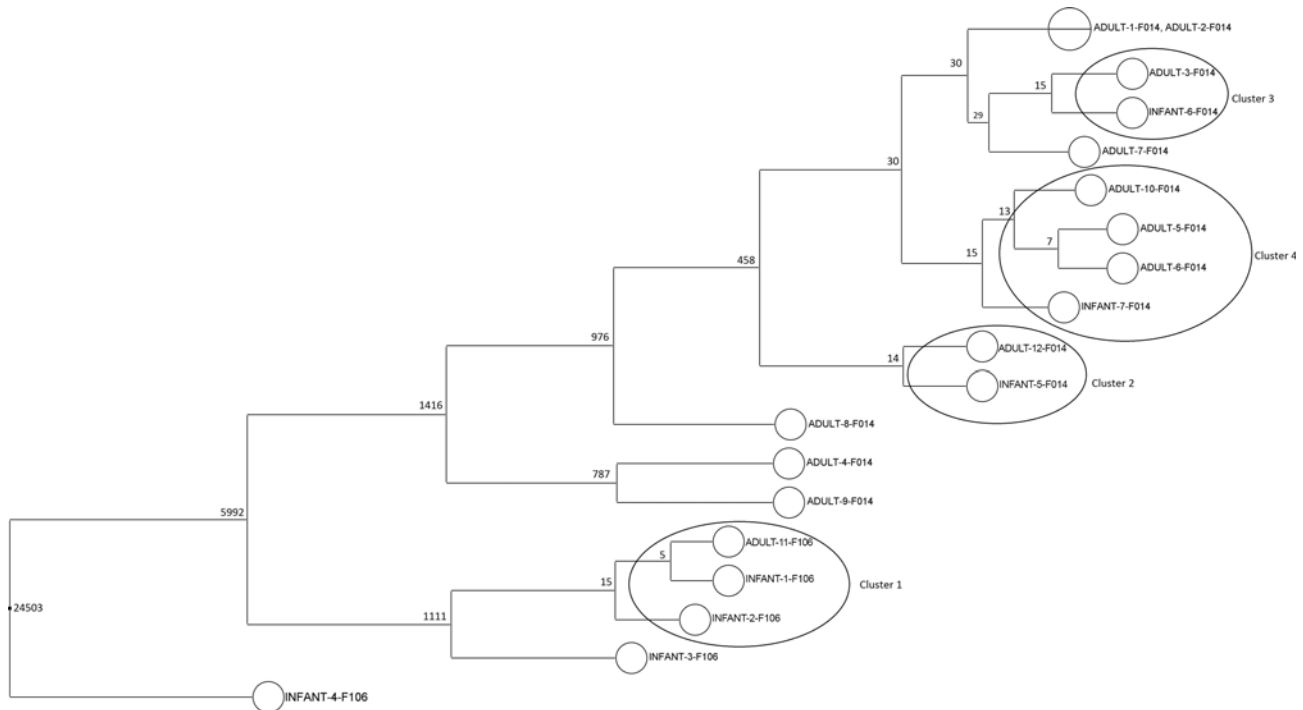 ADULT-1-F014, ADULT-2-F014
30
15
ADULT-3-F014
Cluster 3
INFANT-6-F014
29
ADULT-7-F014
30
ADULT-10-F014
13
ADULT-5-F014
7
Cluster 4
15
ADULT-6-F014
INFANT-7-F014
458
976
ADULT-12-F014
14
INFANT-5-F014
Cluster 2
1416
ADULT-8-F014
ADULT-4-F014
787
ADULT-9-F014
5992
ADULT-11-F106
5
INFANT-1-F106
Cluster 1
15
INFANT-2-F106
24503
1111
INFANT-3-F106
INFANT-4-F106